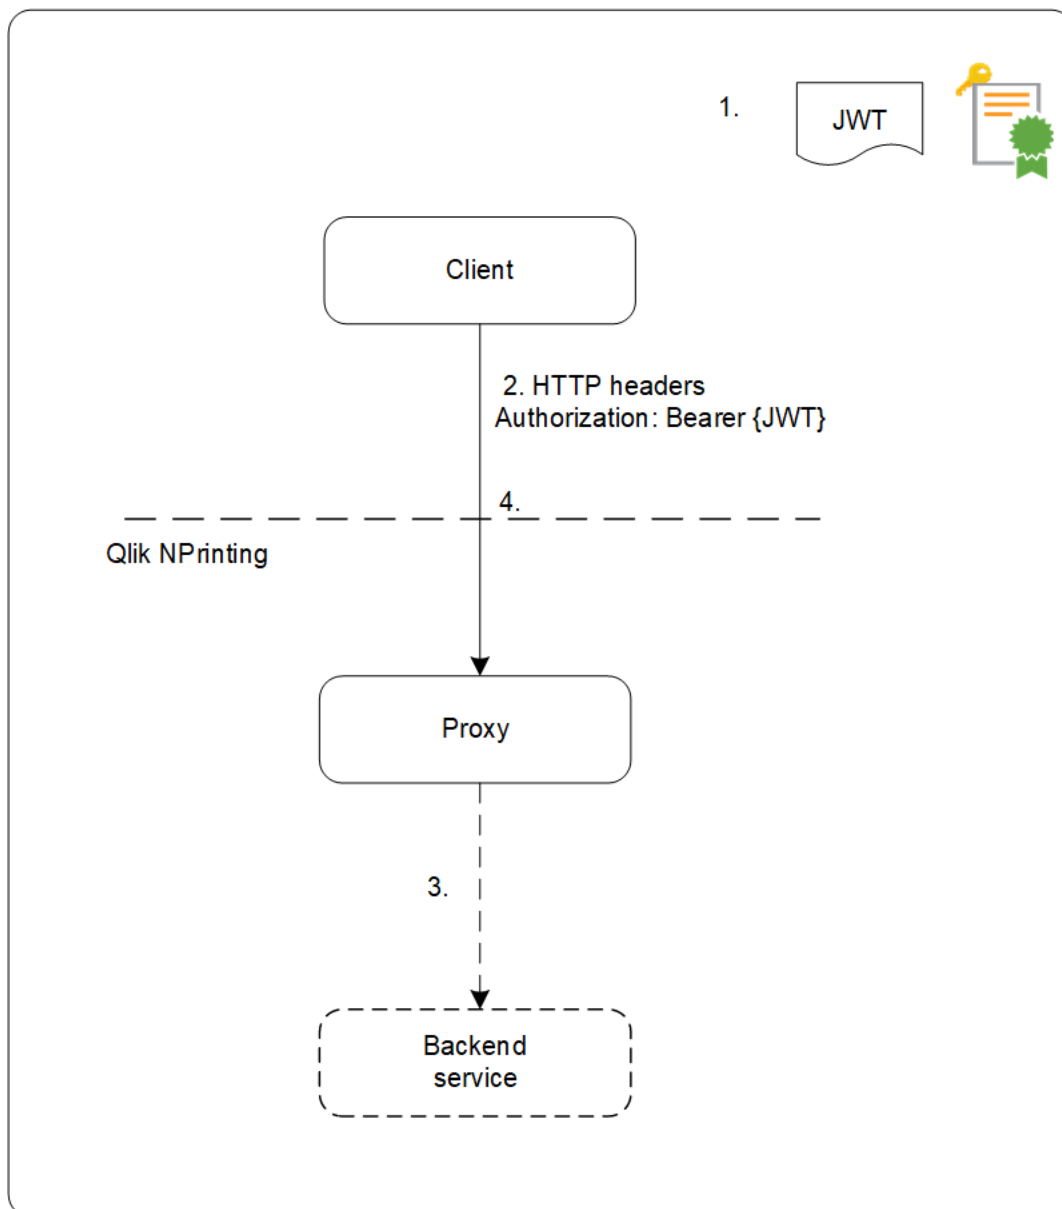 1.
JWT
Client
2. HTTP headers
Authorization: Bearer {JWT}
4.
Qlik NPrinting
Proxy
3.
Backend
service